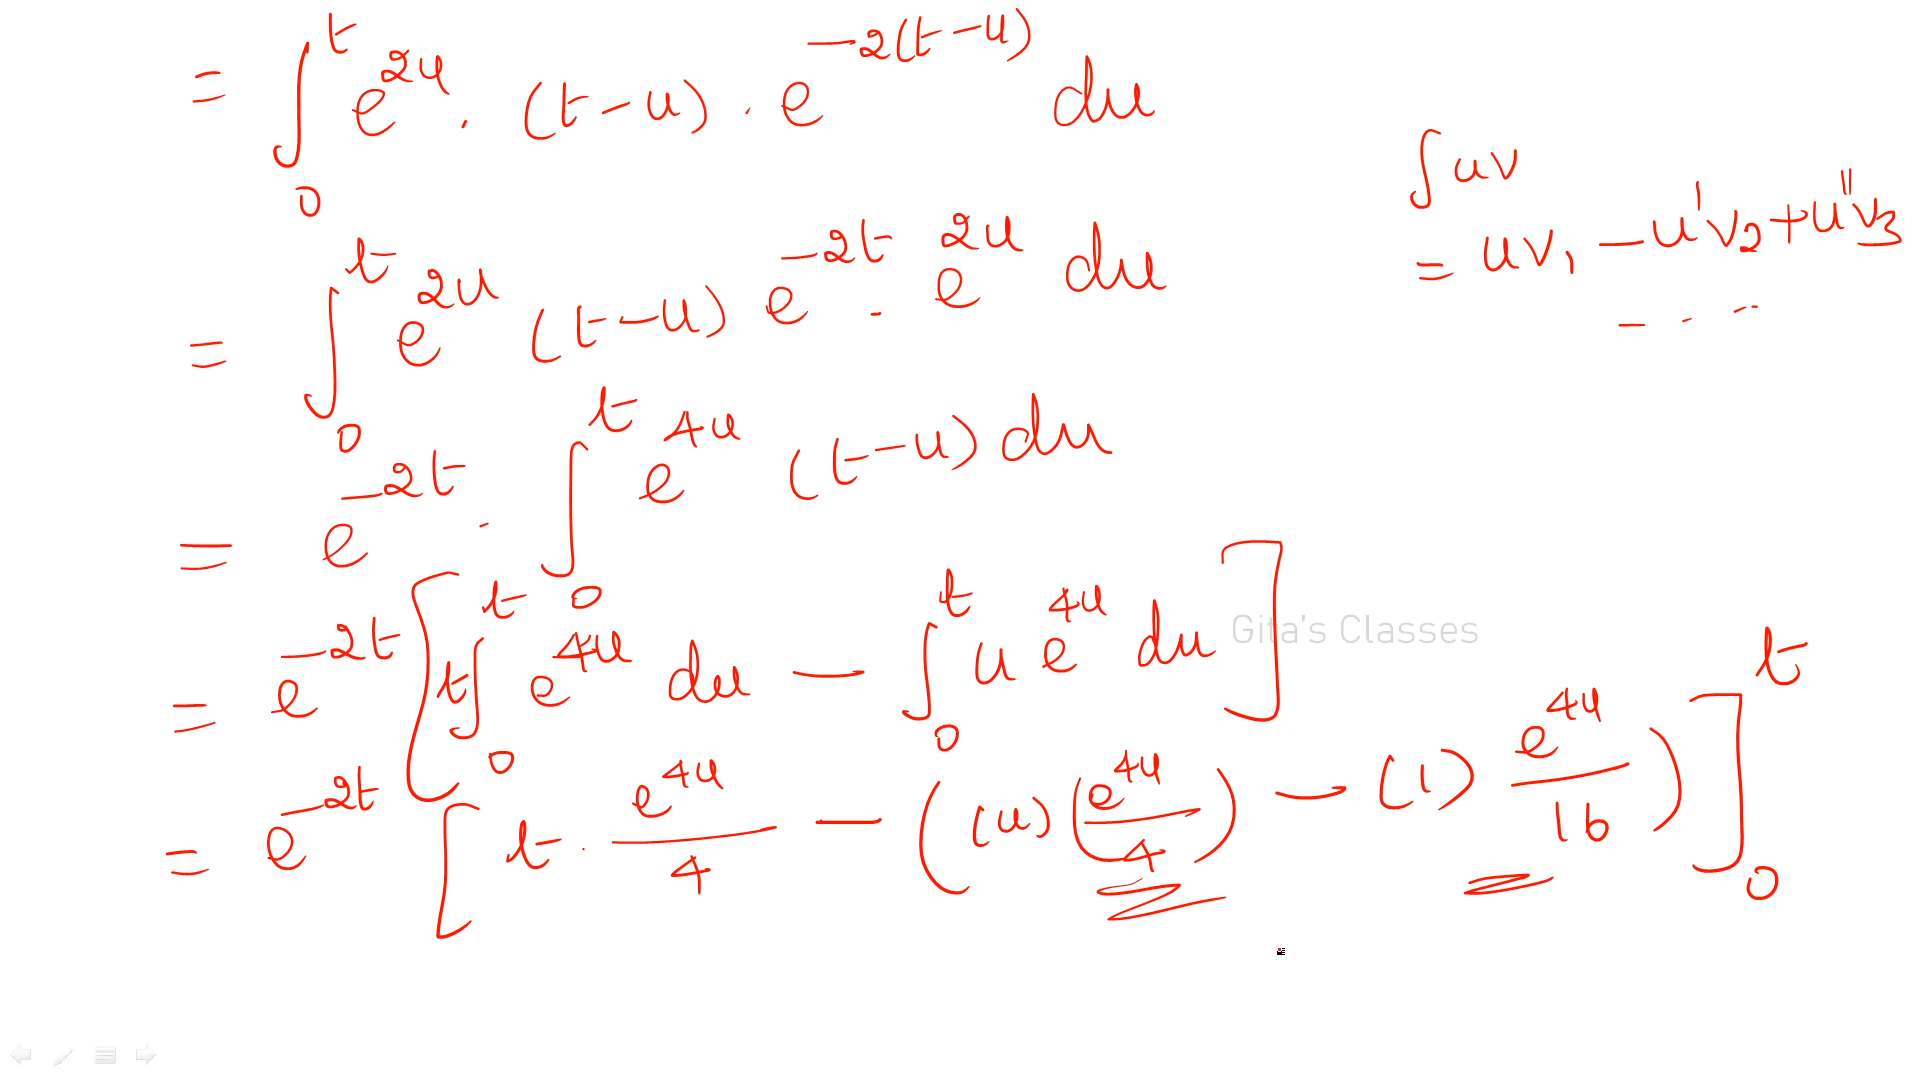 = ∫₀ᵗ e^{2u} . (t-u) . e^{-2(t-u)} du
∫ uv
= uv₁ - u'v₂ + u''v₃
- . ..
= ∫₀ᵗ e^{2u} (t-u) e^{-2t} . e^{2u} du
= e^{-2t} . ∫₀ᵗ e^{4u} (t-u) du
= e^{-2t} [ t ∫₀ᵗ e^{4u} du - ∫₀ᵗ u e^{4u} du ]
Gita's Classes
= e^{-2t} [ t . e^{4u}/4 - ( (u) (e^{4u}/4) - (1) e^{4u}/16 ) ]₀ᵗ